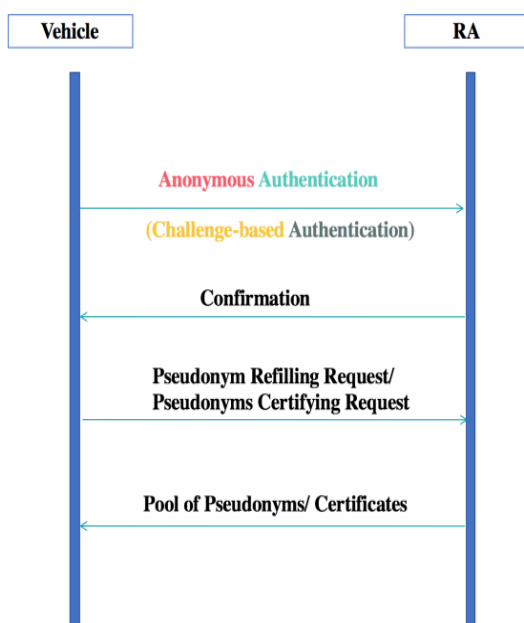 Vehicle
RA
Anonymous Authentication
(Challenge-based Authentication)
Confirmation
Pseudonym Refilling Request/
Pseudonyms Certifying Request
Pool of Pseudonyms/ Certificates